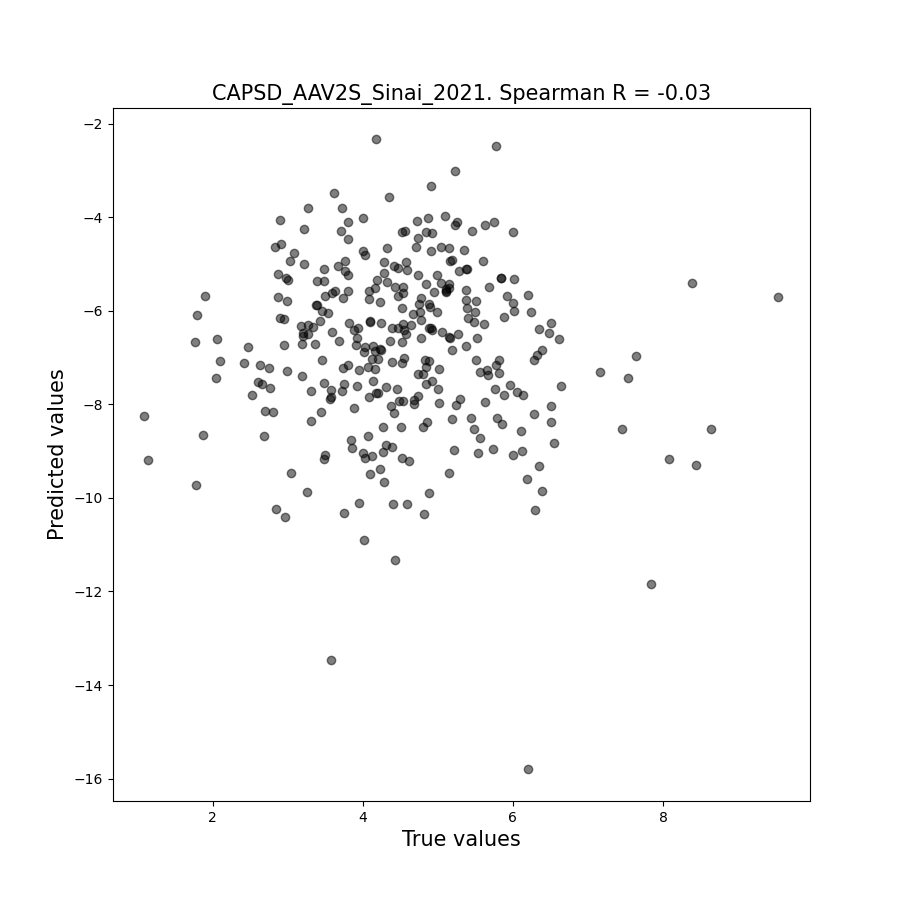 CAPSD_AAV2S_Sinai_2021. Spearman R = -0.03
−2
−4
−6
−8
−10
−12
−14
−16
Predicted values
2 4 6 8
True values